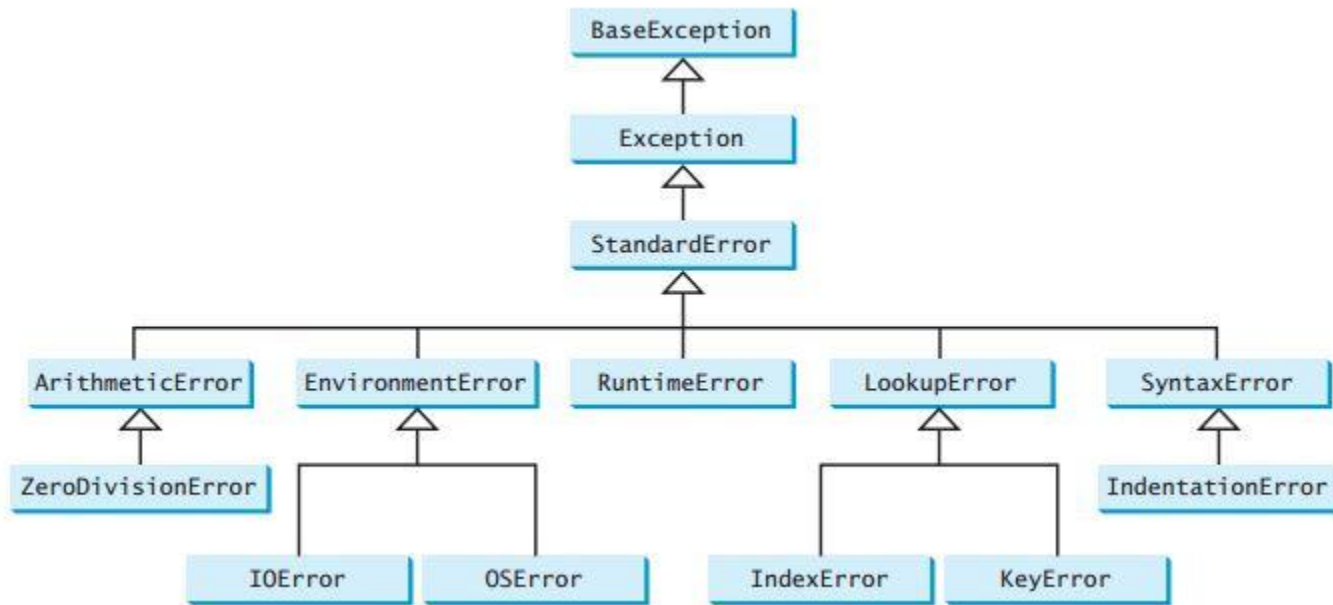 BaseException
Exception
StandardError
ArithmeticError EnvironmentError RuntimeError LookupError SyntaxError
ZeroDivisionError IndentationError
IOError OSError IndexError KeyError